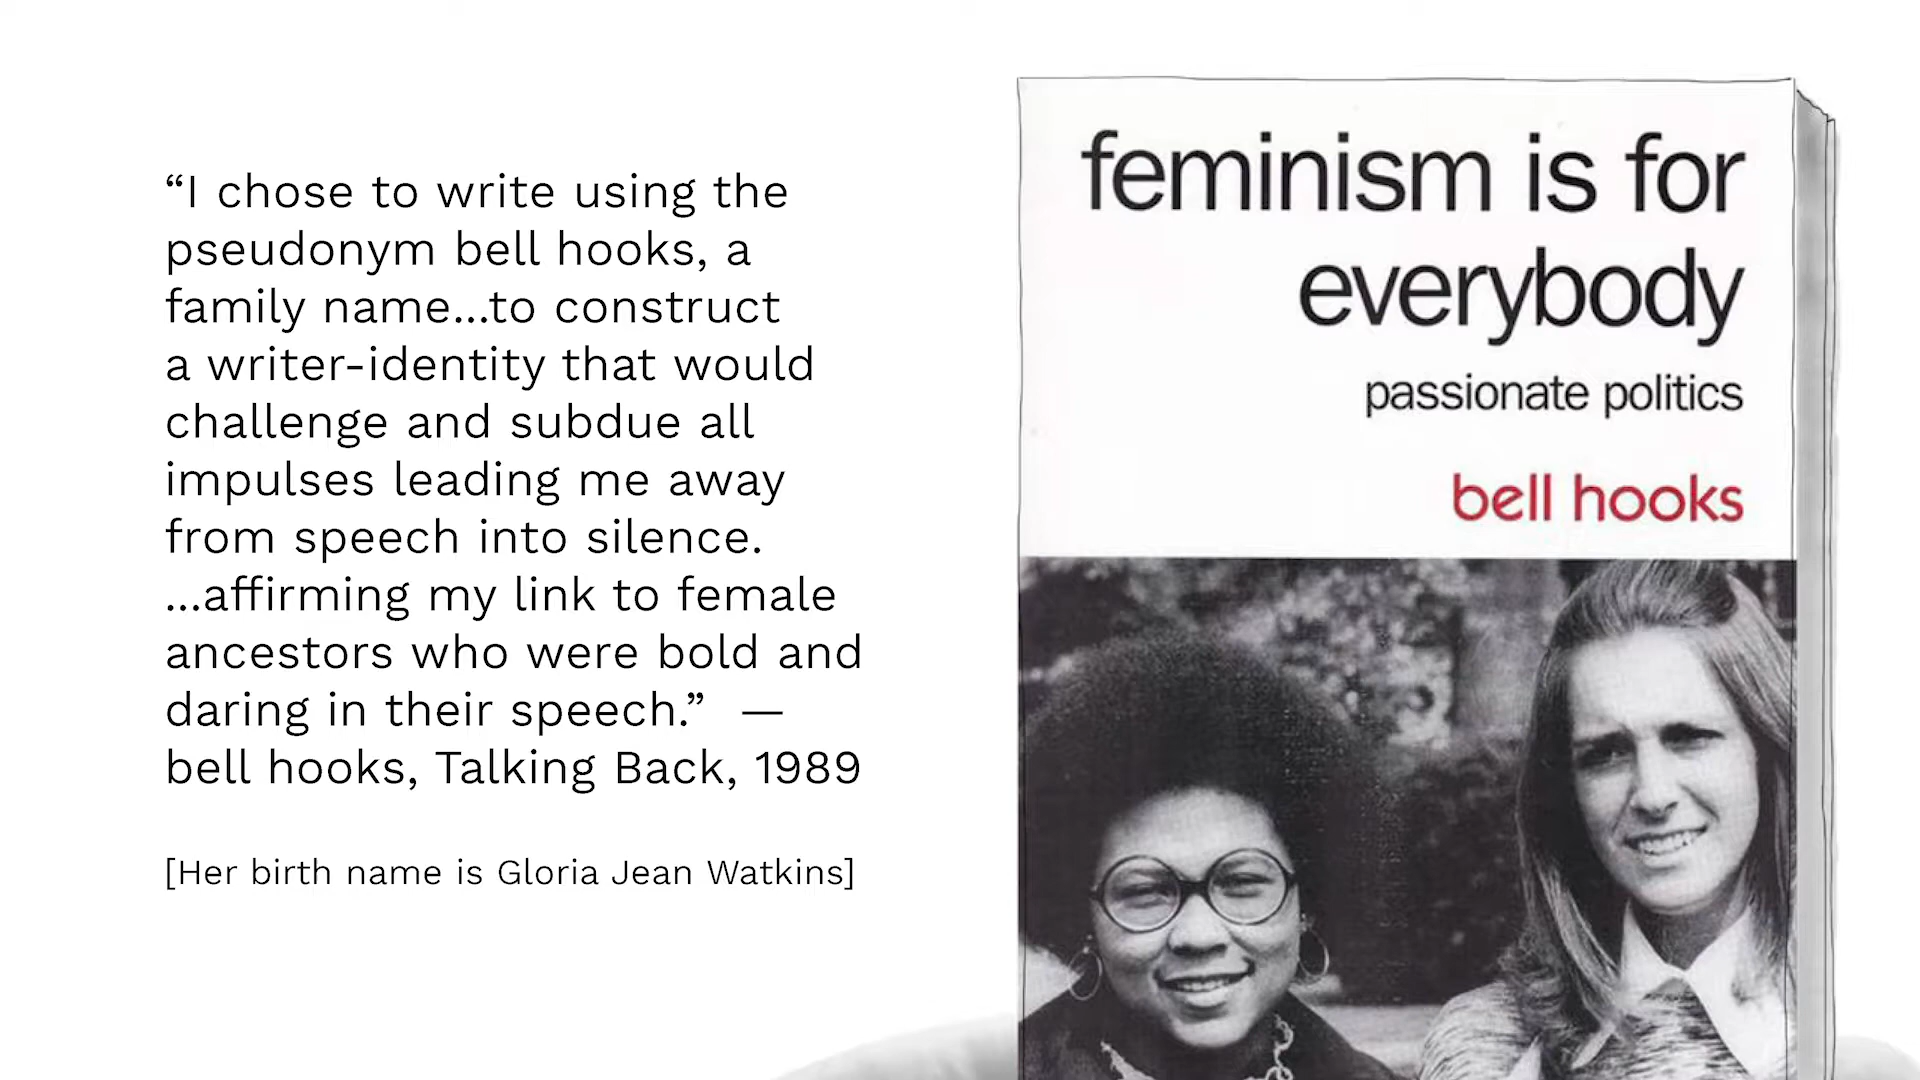 “I chose to write using the
pseudonym bell hooks, a
family name...to construct
a writer-identity that would
challenge and subdue all
impulses leading me away
from speech into silence.
...affirming my link to female
ancestors who were bold and
daring in their speech.” —
bell hooks, Talking Back, 1989
[Her birth name is Gloria Jean Watkins]
feminism is for
everybody
passionate politics
bell hooks